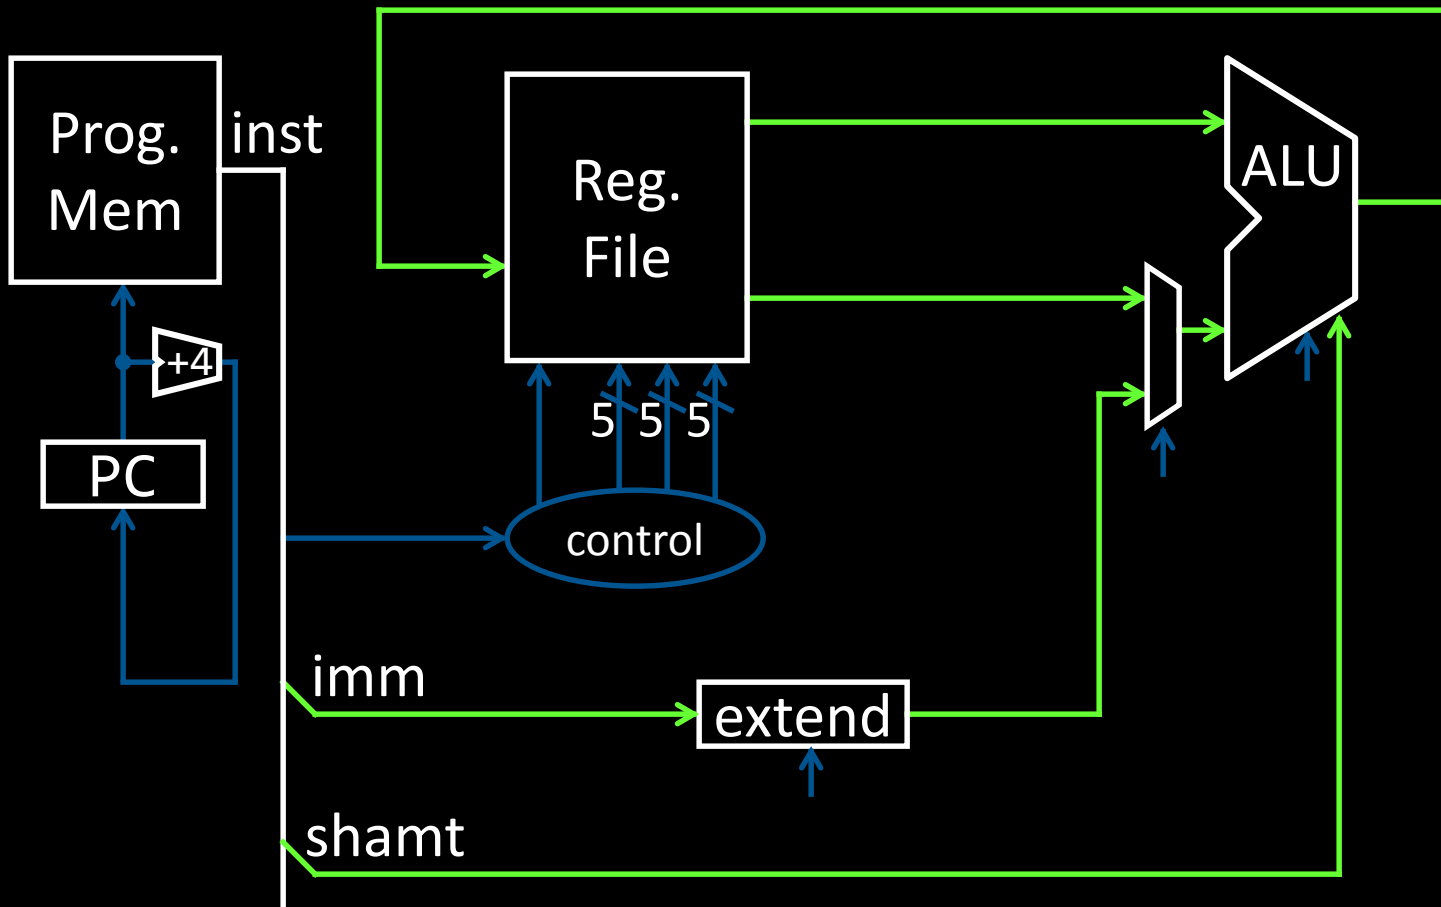 Prog.
Mem
inst
Reg.
File
ALU
+4
5 5 5
PC
control
imm
extend
shamt